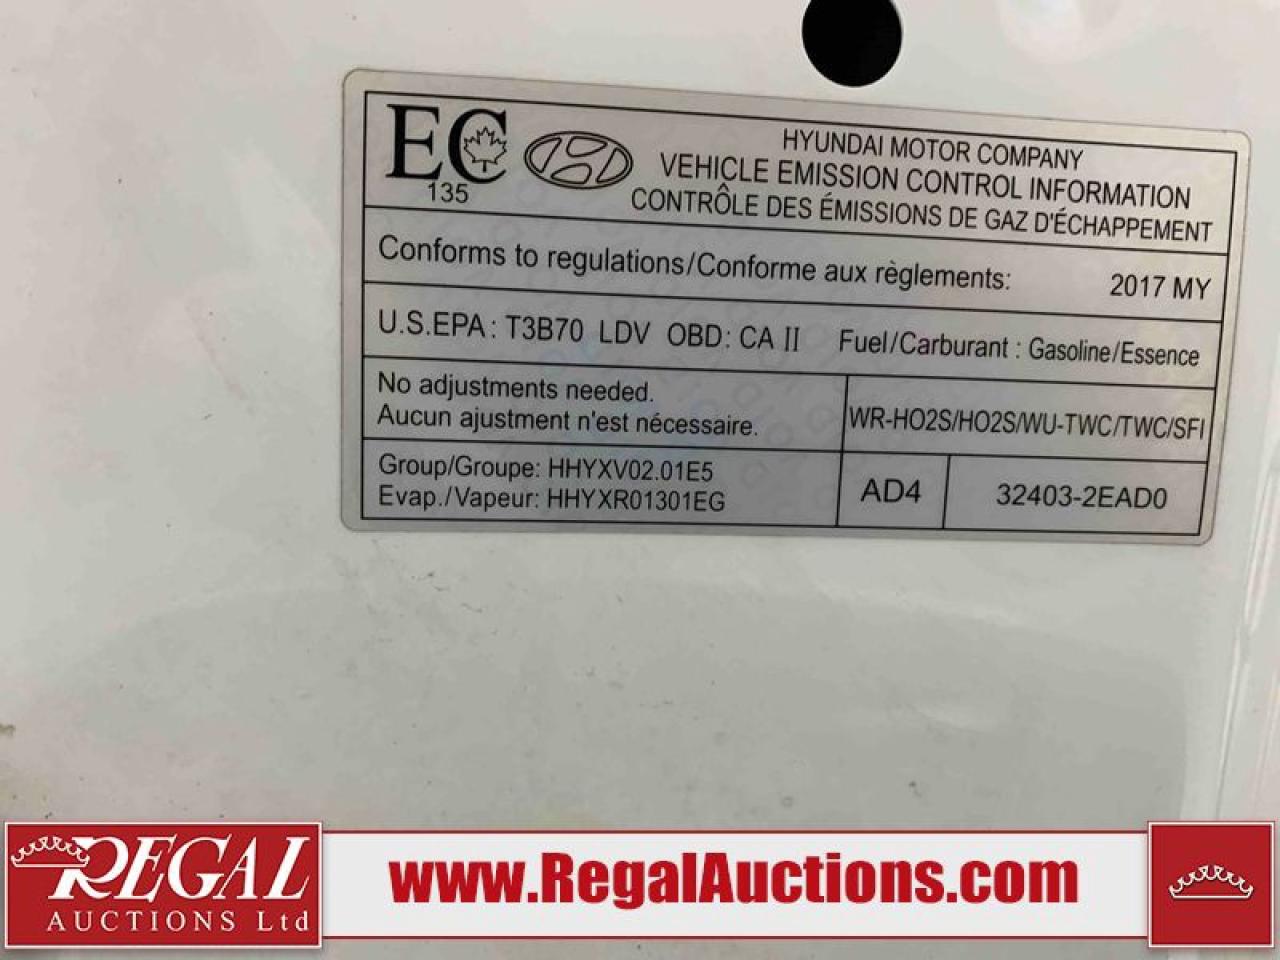 EC
135
HYUNDAI MOTOR COMPANY
VEHICLE EMISSION CONTROL INFORMATION
CONTRÔLE DES ÉMISSIONS DE GAZ D'ÉCHAPPEMENT
Conforms to regulations/Conforme aux règlements: 2017 MY
U.S.EPA: T3B70 LDV OBD: CA II Fuel/Carburant : Gasoline/Essence
No adjustments needed.
Aucun ajustment n'est nécessaire.
WR-HO2S/HO2S/WU-TWC/TWC/SFI
Group/Groupe: HHYXV02.01E5
Evap./Vapeur: HHYXR01301EG
AD4
32403-2EAD0
REGAL
AUCTIONS Ltd
www.RegalAuctions.com